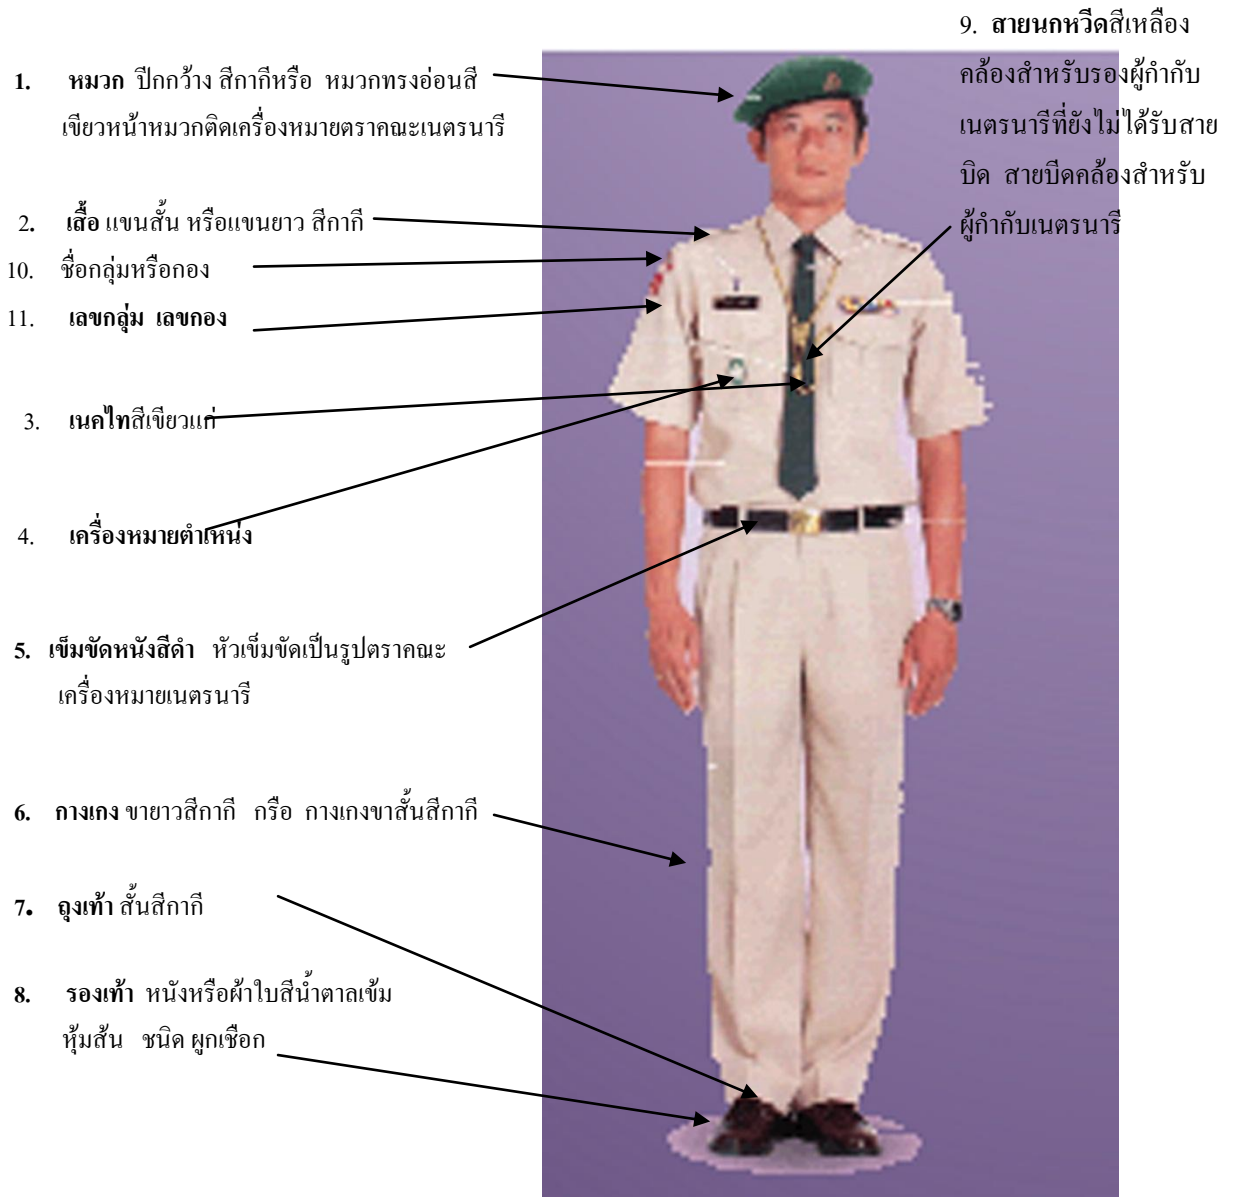 9. สายนกหวีดสีเหลือง
คล้องสำหรับรองผู้กำกับ
เนตรนารีที่ยังไม่ได้รับสาย
บิด สายบีดคล้องสำหรับ
ผู้กำกับเนตรนารี
1. หมวก ปีกกว้าง สีกากีหรือ หมวกทรงอ่อนสี
เขียวหน้าหมวกติดเครื่องหมายตราคณะเนตรนารี
2. เสื้อ แขนสั้น หรือแขนยาว สีกากี
10. ชื่อกลุ่มหรือกอง
11. เลขกลุ่ม เลขกอง
3. เนคไทสีเขียวแก่
4. เครื่องหมายตำแหน่ง
5. เข็มขัดหนังสีดำ หัวเข็มขัดเป็นรูปตราคณะ
เครื่องหมายเนตรนารี
6. กางเกง ขายาวสีกากี กรือ กางเกงขาสั้นสีกากี
7. ถุงเท้า สั้นสีกากี
8. รองเท้า หนังหรือผ้าใบสีน้ำตาลเข้ม
หุ้มส้น ชนิด ผูกเชือก